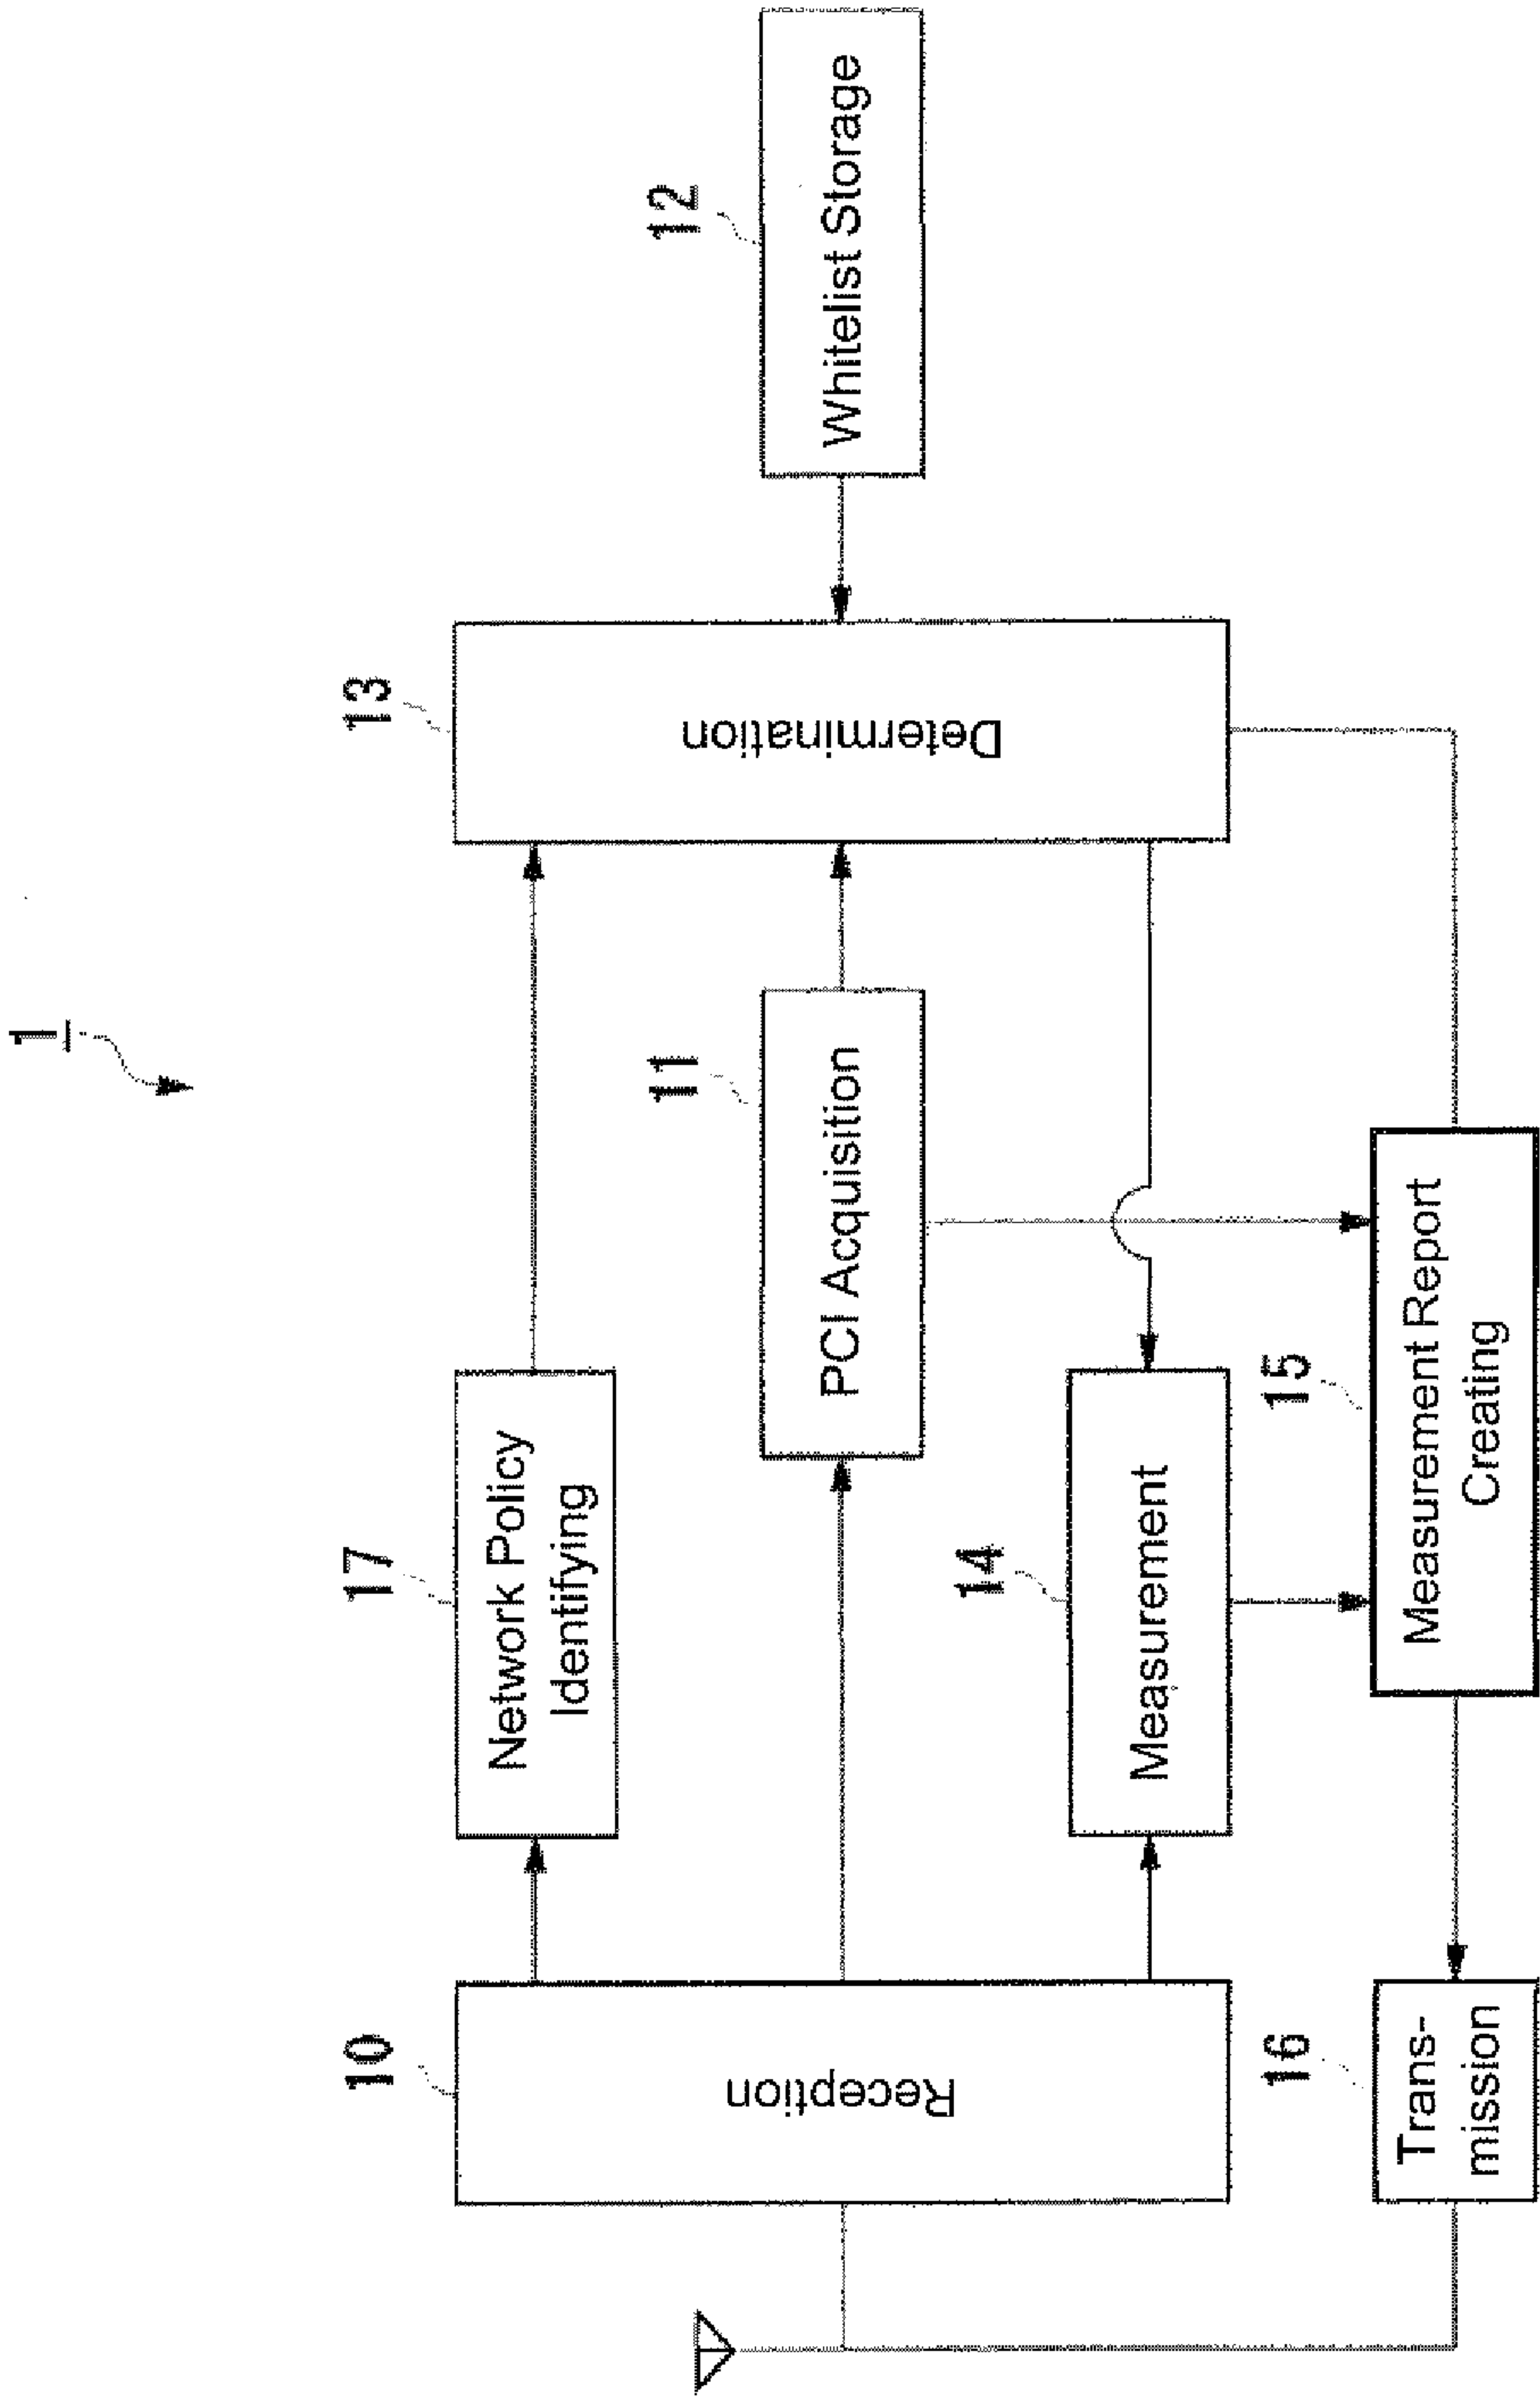 1
10
Reception
17
Network Policy
Identifying
13
Determination
11
PCI Acquisition
12
Whitelist Storage
14
Measurement
15
Measurement Report
Creating
16
Trans-
mission